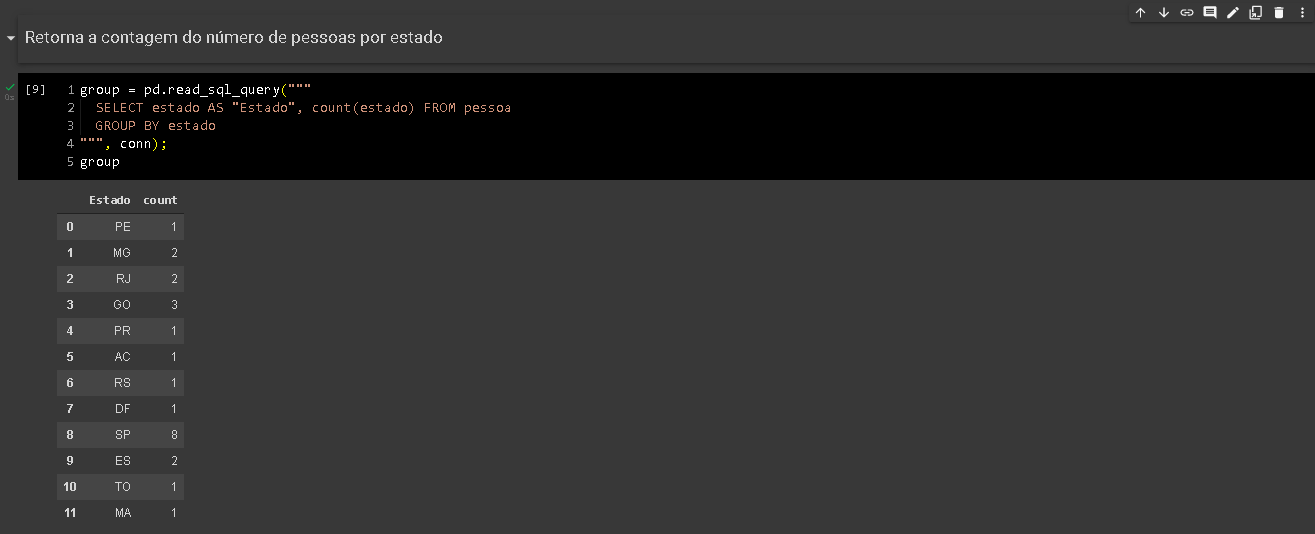 Retorna a contagem do número de pessoas por estado
[9] 1 group = pd.read_sql_query("""
0s 2 SELECT estado AS "Estado", count(estado) FROM pessoa
3 GROUP BY estado
4 """, conn);
5 group
Estado count
0 PE 1
1 MG 2
2 RJ 2
3 GO 3
4 PR 1
5 AC 1
6 RS 1
7 DF 1
8 SP 8
9 ES 2
10 TO 1
11 MA 1